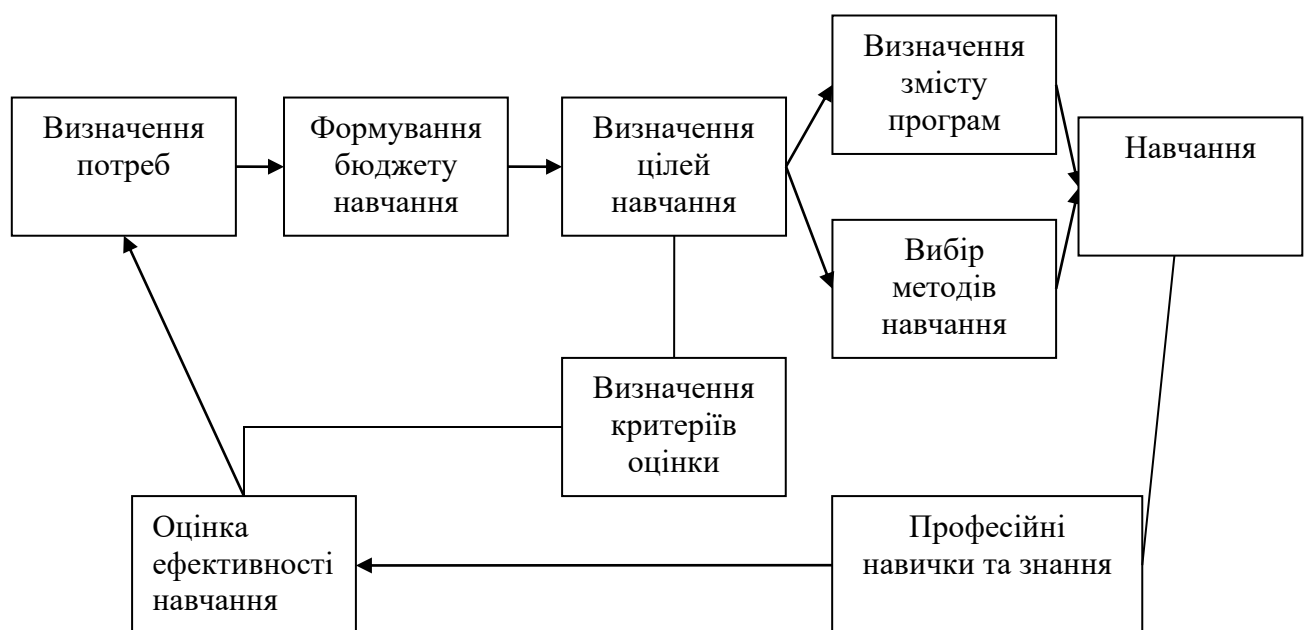 Визначення
потреб
Формування
бюджету
навчання
Визначення
цілей
навчання
Визначення
змісту
програм
Вибір
методів
навчання
Навчання
Визначення
критеріїв
оцінки
Оцінка
ефективності
навчання
Професійні
навички та знання